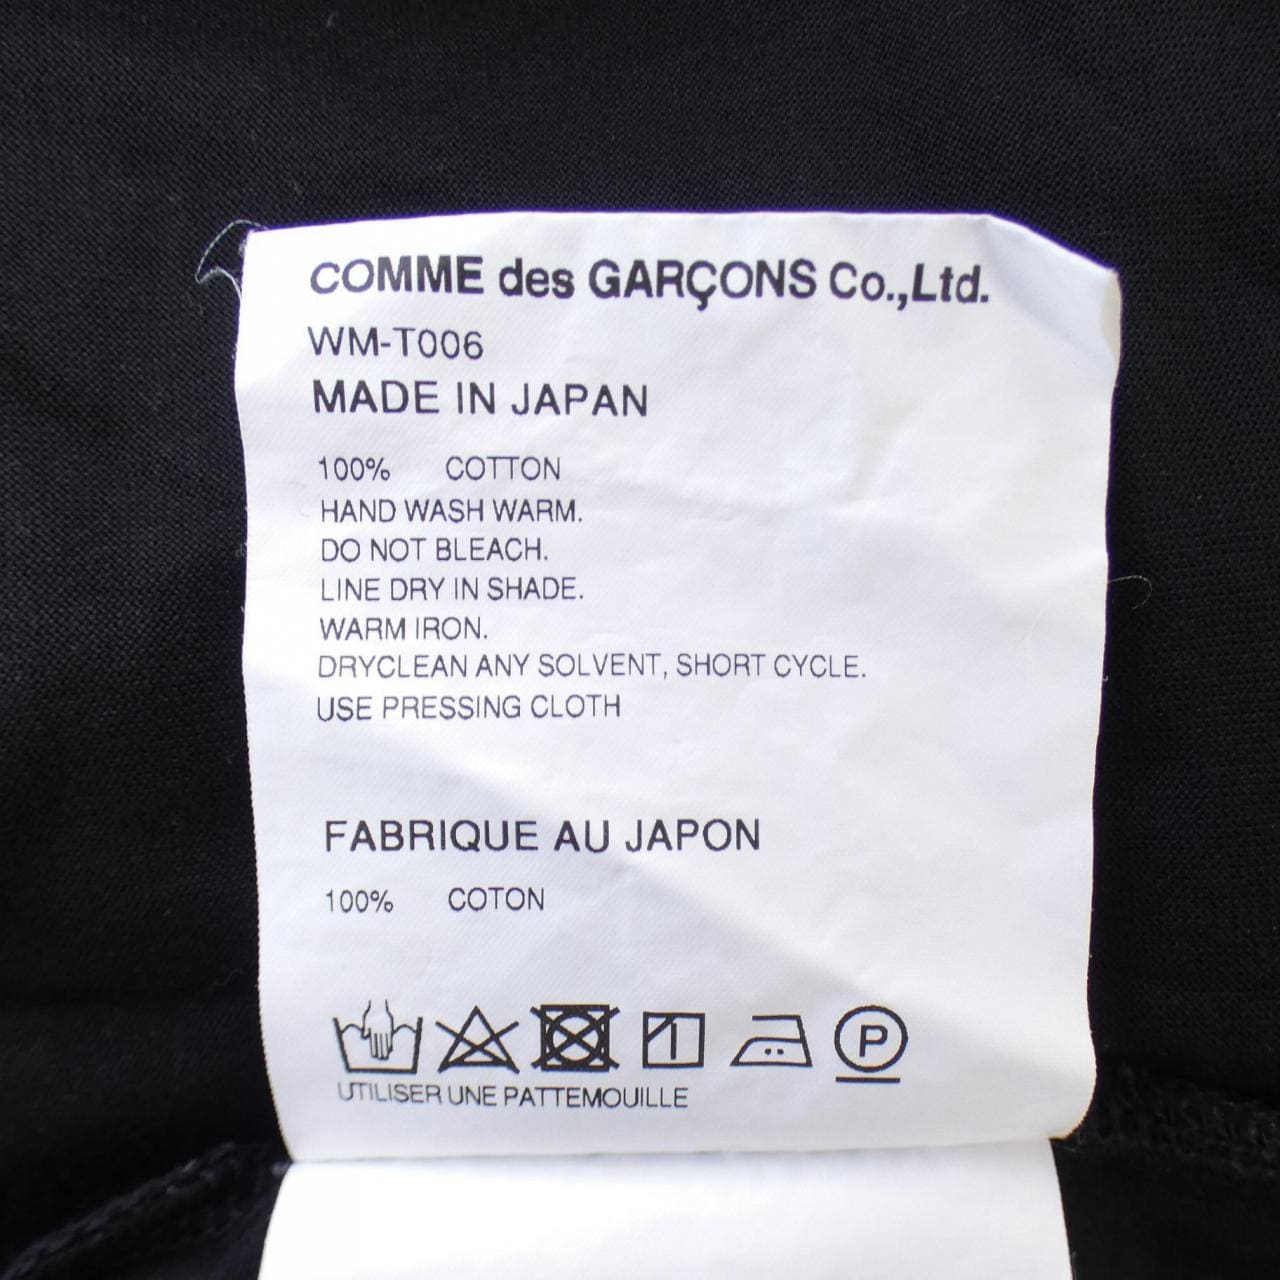 COMME des GARÇONS Co.,Ltd.
WM-T006
MADE IN JAPAN
100% COTTON
HAND WASH WARM.
DO NOT BLEACH.
LINE DRY IN SHADE.
WARM IRON.
DRYCLEAN ANY SOLVENT, SHORT CYCLE.
USE PRESSING CLOTH
FABRIQUE AU JAPON
100% COTON
P
UTILISER UNE PATTEMOUILLE